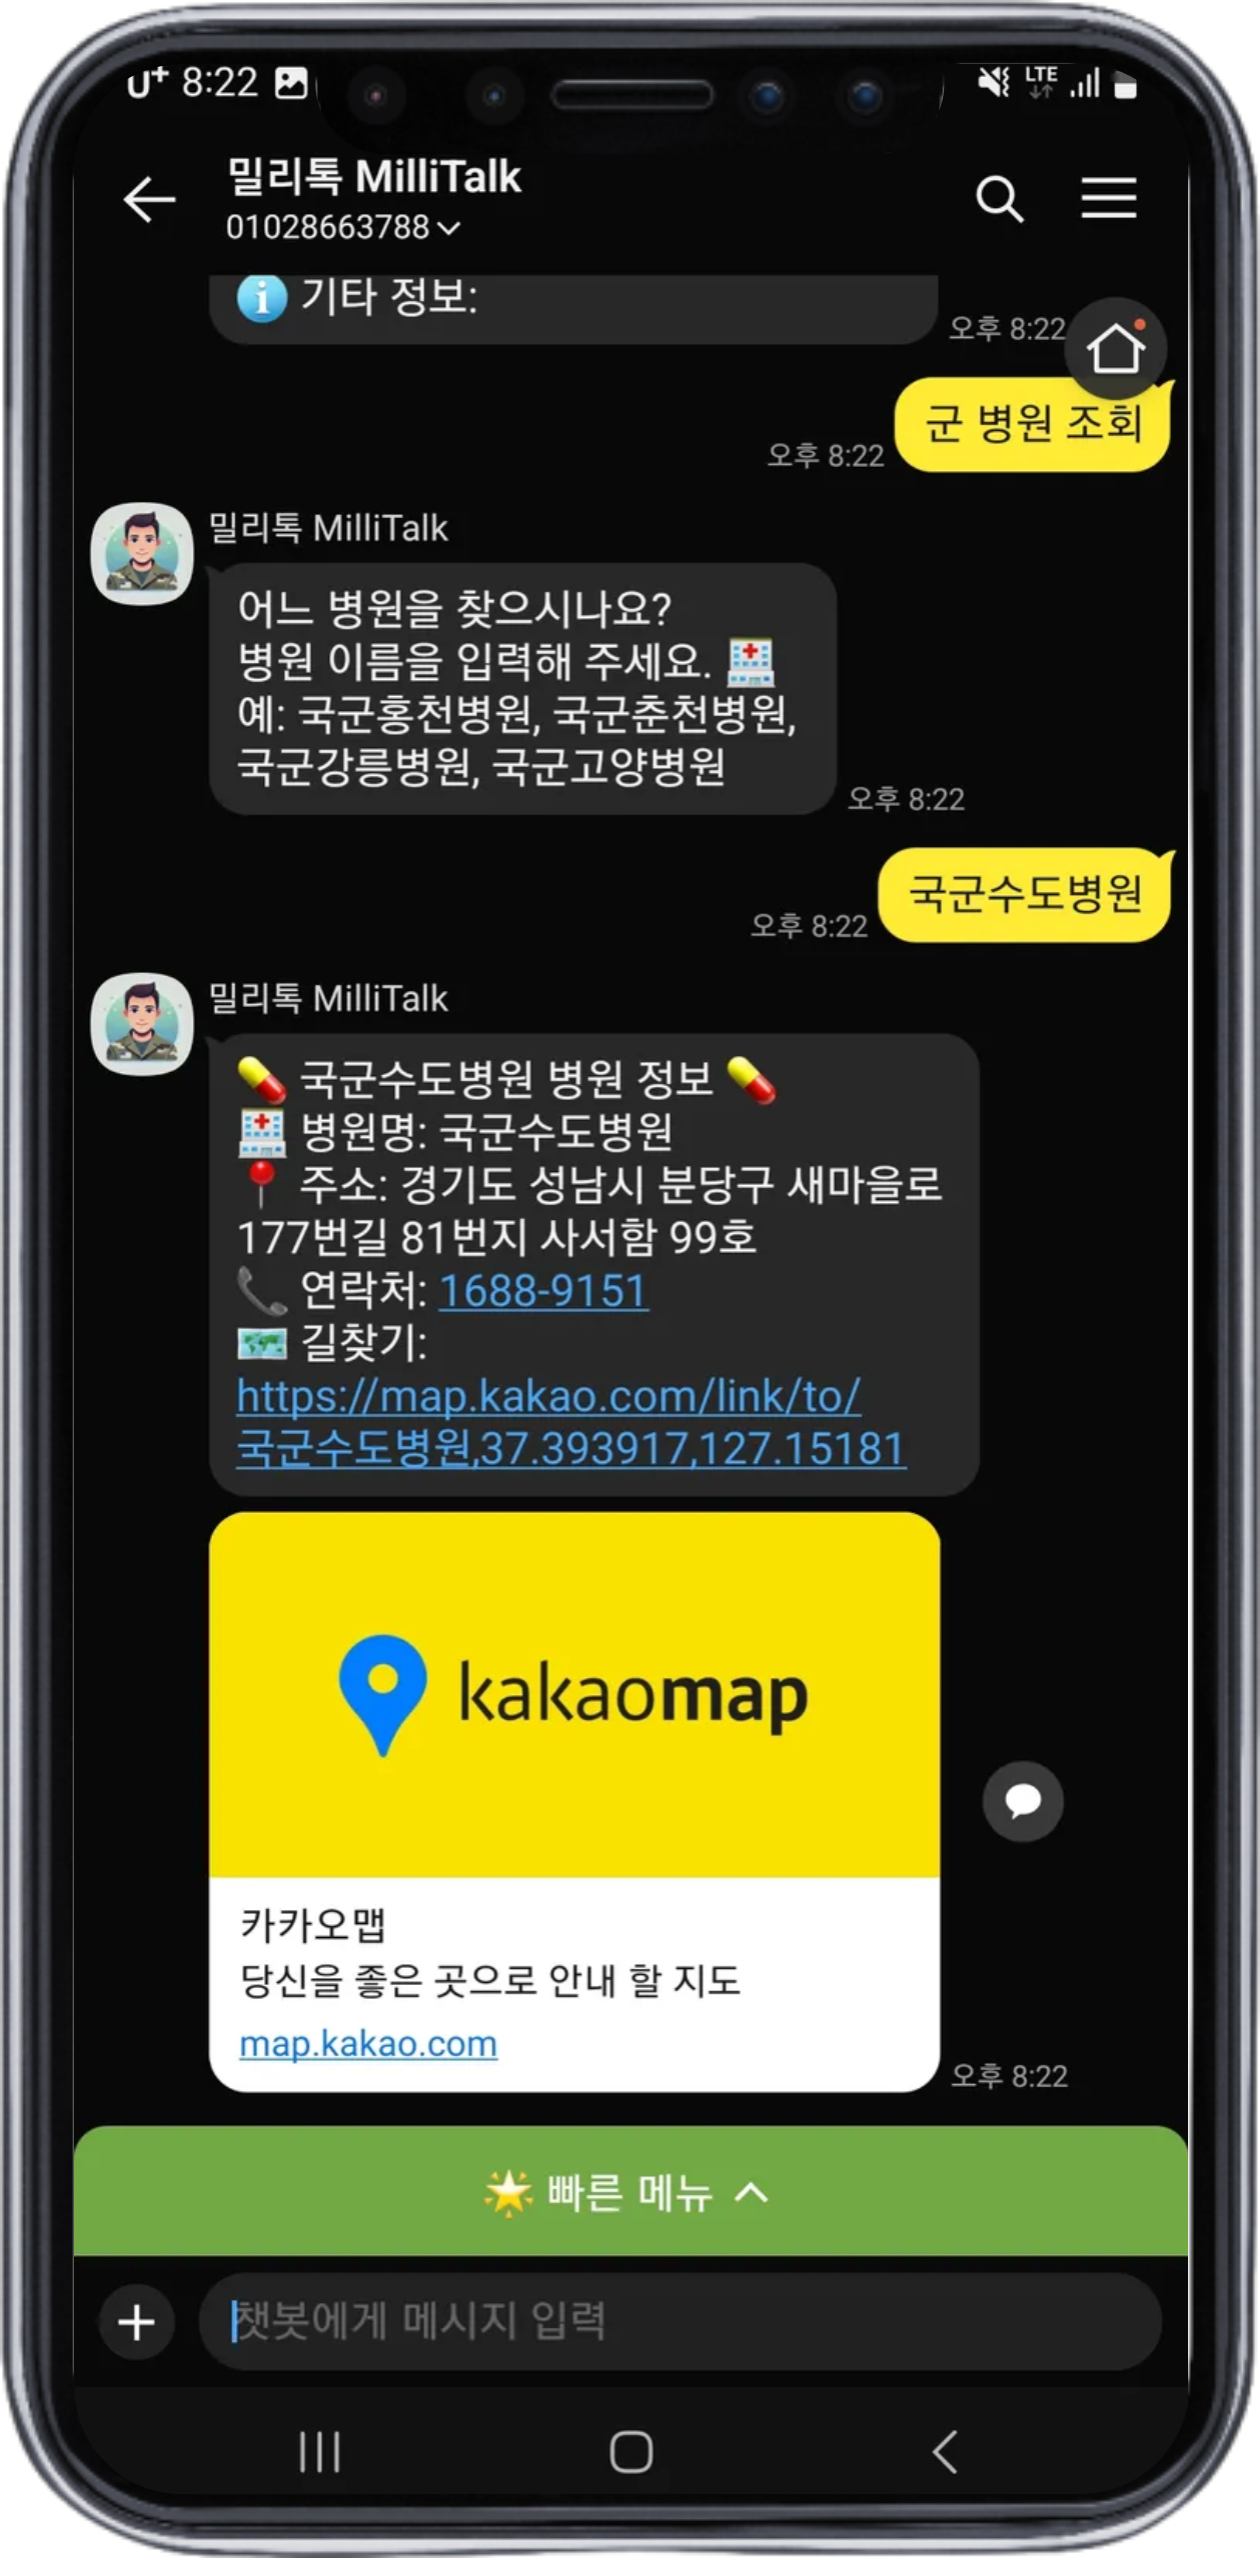 U+ 8:22
LTE
밀리톡 MilliTalk
01028663788
기타 정보:
오후 8:22
군 병원 조회
오후 8:22
밀리톡 MilliTalk
어느 병원을 찾으시나요?
병원 이름을 입력해 주세요. 🏥
예: 국군홍천병원, 국군춘천병원,
국군강릉병원, 국군고양병원
오후 8:22
국군수도병원
오후 8:22
밀리톡 MilliTalk
💊 국군수도병원 병원 정보 💊
🏥 병원명: 국군수도병원
📍 주소: 경기도 성남시 분당구 새마을로
177번길 81번지 사서함 99호
📞 연락처: 1688-9151
🗺️ 길찾기:
https://map.kakao.com/link/to/
국군수도병원,37.393917,127.15181
kakaomap
카카오맵
당신을 좋은 곳으로 안내 할 지도
map.kakao.com
오후 8:22
🌟 빠른 메뉴
챗봇에게 메시지 입력